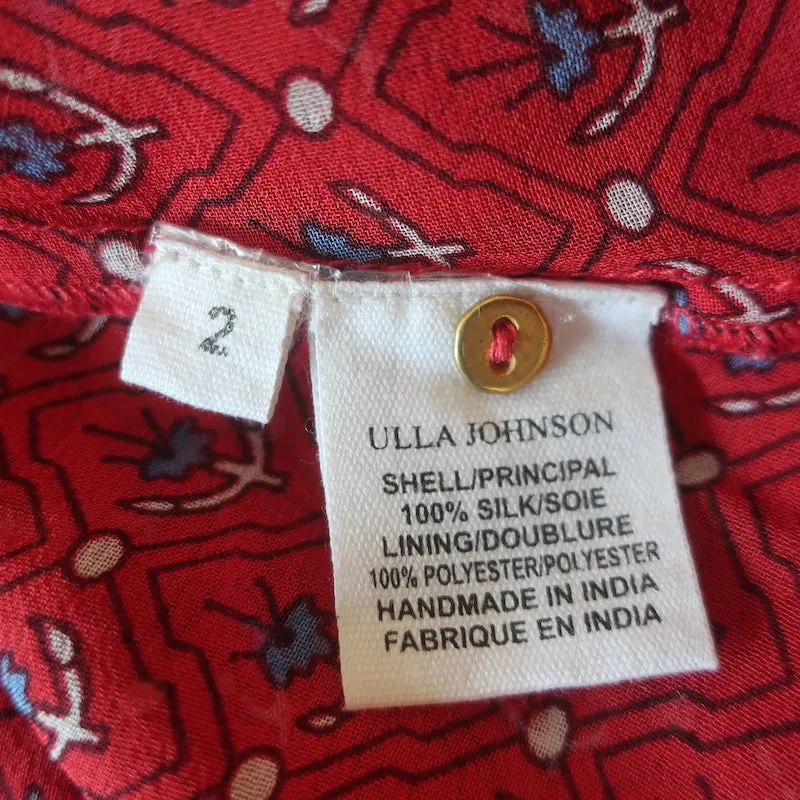 2
ULLA JOHNSON
SHELL/PRINCIPAL
100% SILK/SOIE
LINING/DOUBLURE
100% POLYESTER/POLYESTER
HANDMADE IN INDIA
FABRIQUE EN INDIA